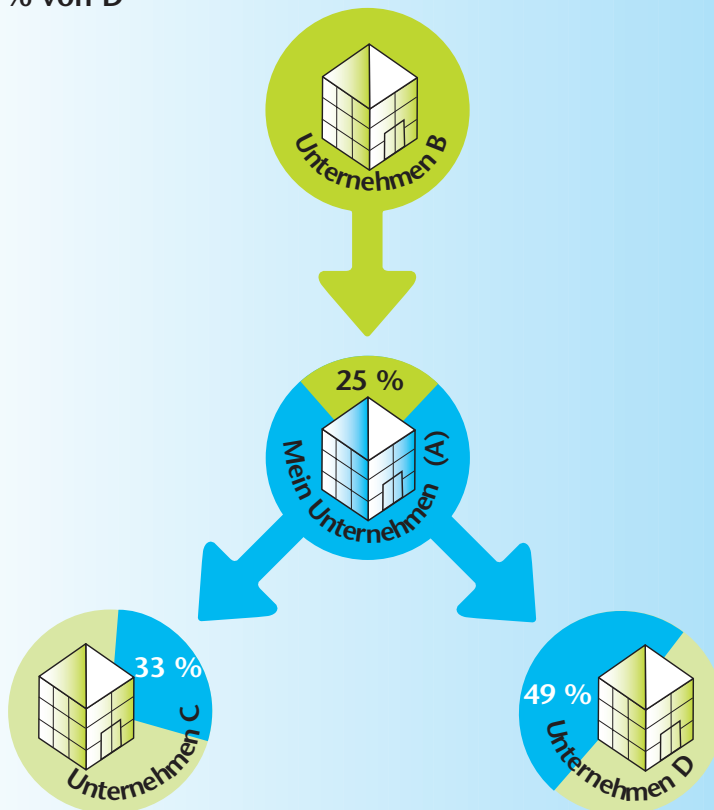 % von D
Unternehmen B
25 %
Mein Unternehmen (A)
33 %
Unternehmen C
49 %
Unternehmen D